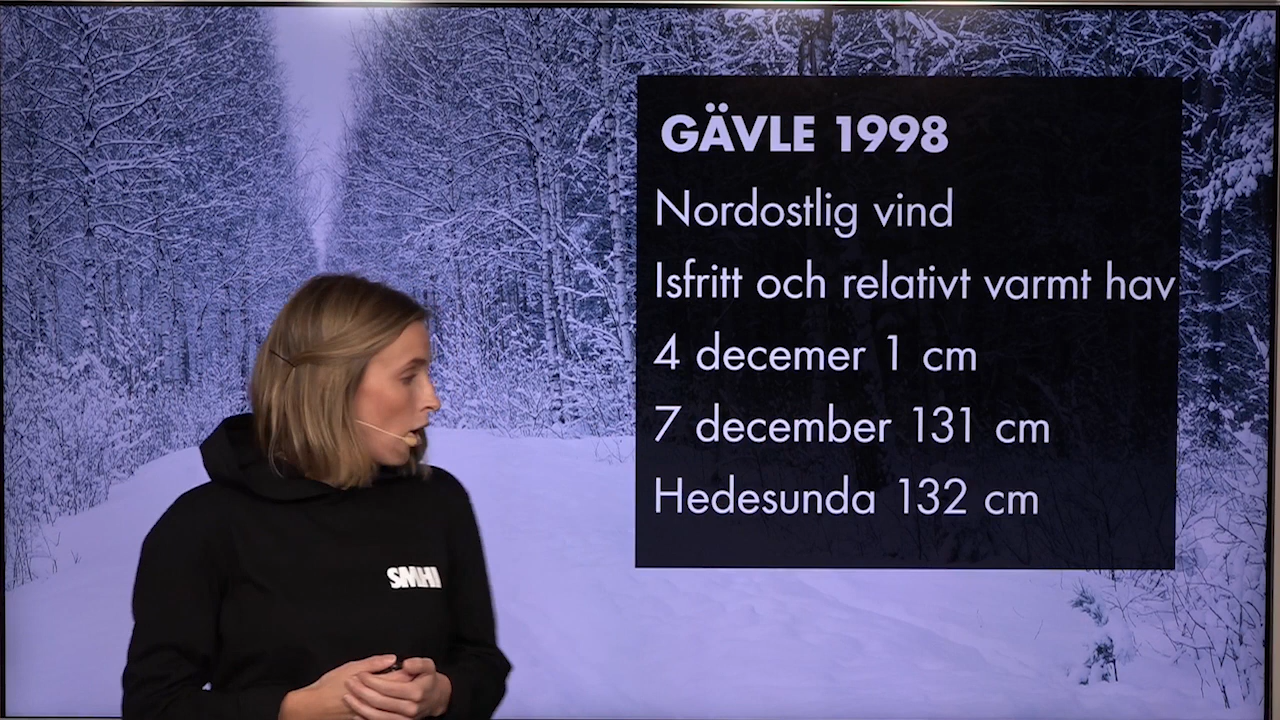 GÄVLE 1998
Nordostlig vind
Isfritt och relativt varmt hav
4 decemer 1 cm
7 december 131 cm
Hedesunda 132 cm
SMHI